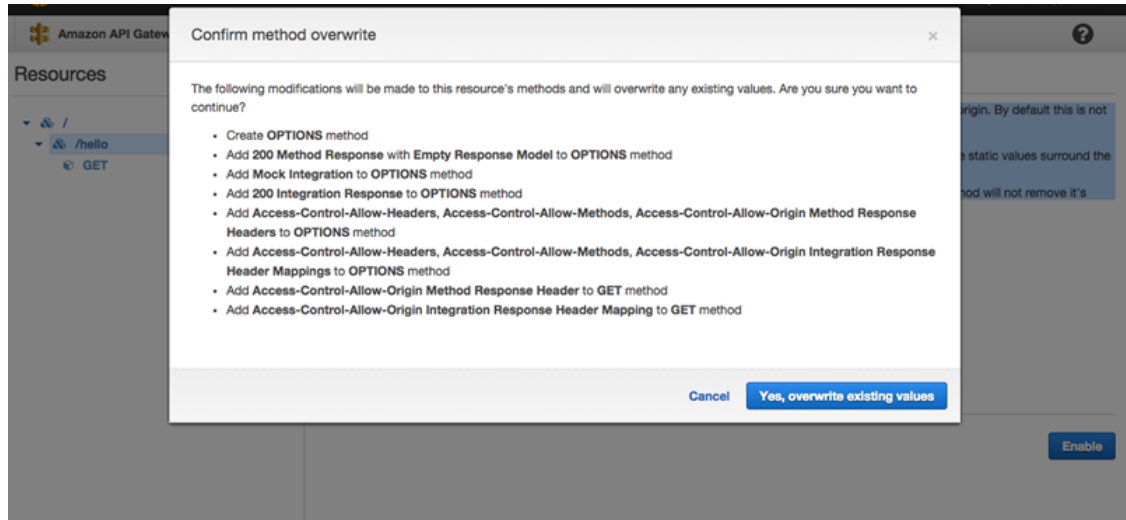 Amazon API Gatew
Confirm method overwrite
×
?
Resources
The following modifications will be made to this resource's methods and will overwrite any existing values. Are you sure you want to
continue?
rigin. By default this is not
/
• Create OPTIONS method
/hello
• Add 200 Method Response with Empty Response Model to OPTIONS method
static values surround the
GET
• Add Mock Integration to OPTIONS method
• Add 200 Integration Response to OPTIONS method
od will not remove it's
• Add Access-Control-Allow-Headers, Access-Control-Allow-Methods, Access-Control-Allow-Origin Method Response
Headers to OPTIONS method
• Add Access-Control-Allow-Headers, Access-Control-Allow-Methods, Access-Control-Allow-Origin Integration Response
Header Mappings to OPTIONS method
• Add Access-Control-Allow-Origin Method Response Header to GET method
• Add Access-Control-Allow-Origin Integration Response Header Mapping to GET method
Cancel
Yes, overwrite existing values
Enable